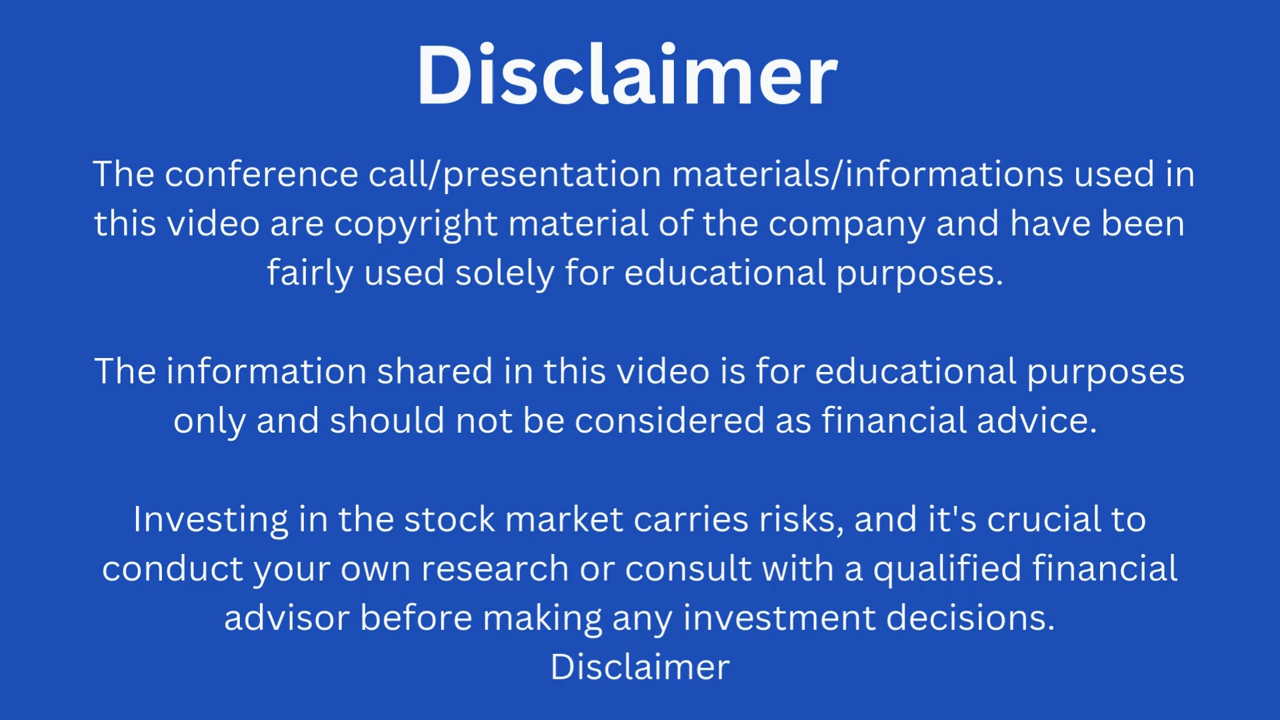 Disclaimer
The conference call/presentation materials/informations used in
this video are copyright material of the company and have been
fairly used solely for educational purposes.
The information shared in this video is for educational purposes
only and should not be considered as financial advice.
Investing in the stock market carries risks, and it's crucial to
conduct your own research or consult with a qualified financial
advisor before making any investment decisions.
Disclaimer